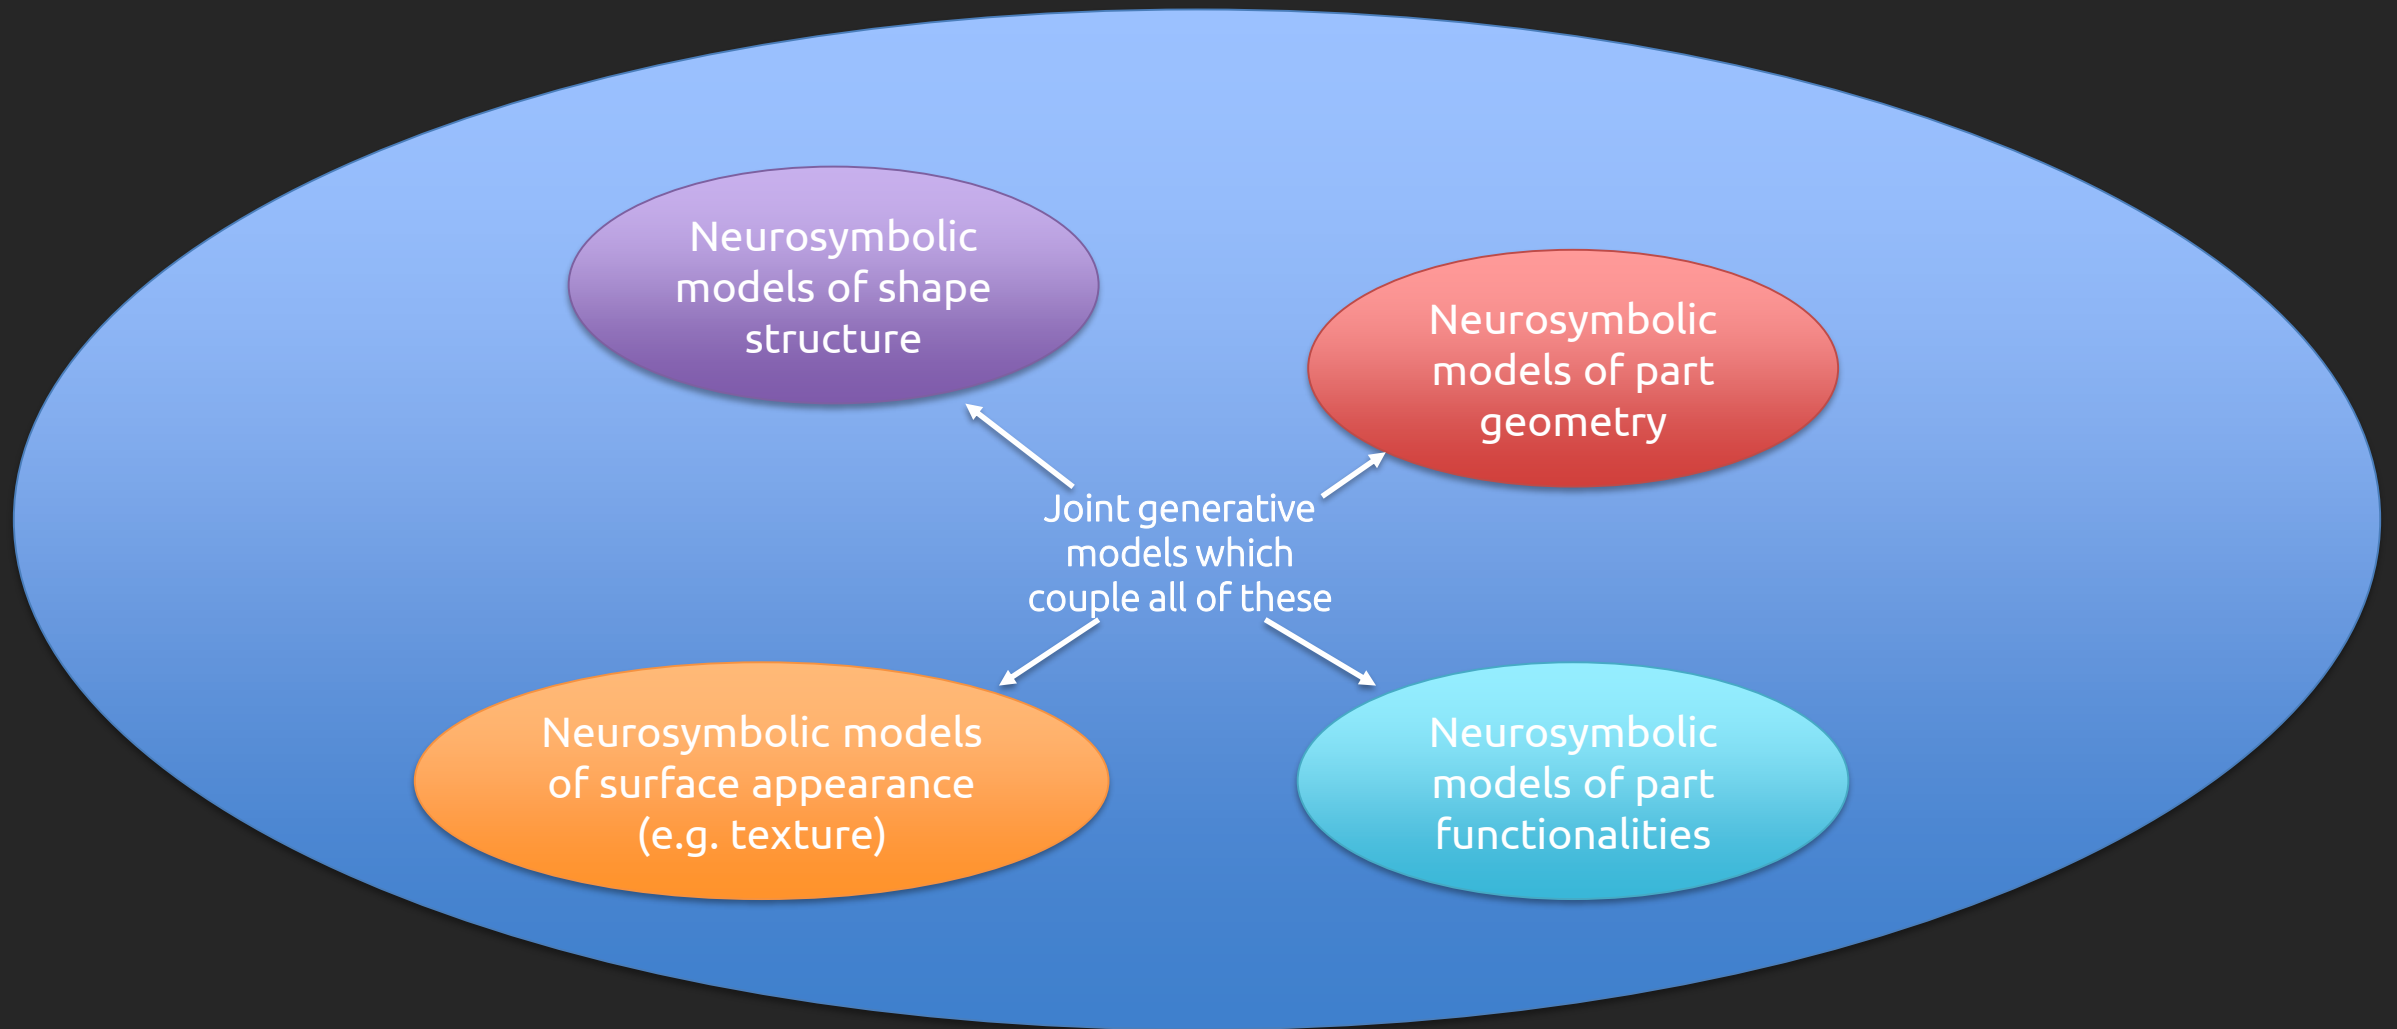 Neurosymbolic
models of shape
structure
Neurosymbolic
models of part
geometry
Joint generative
models which
couple all of these
Neurosymbolic models
of surface appearance
(e.g. texture)
Neurosymbolic
models of part
functionalities